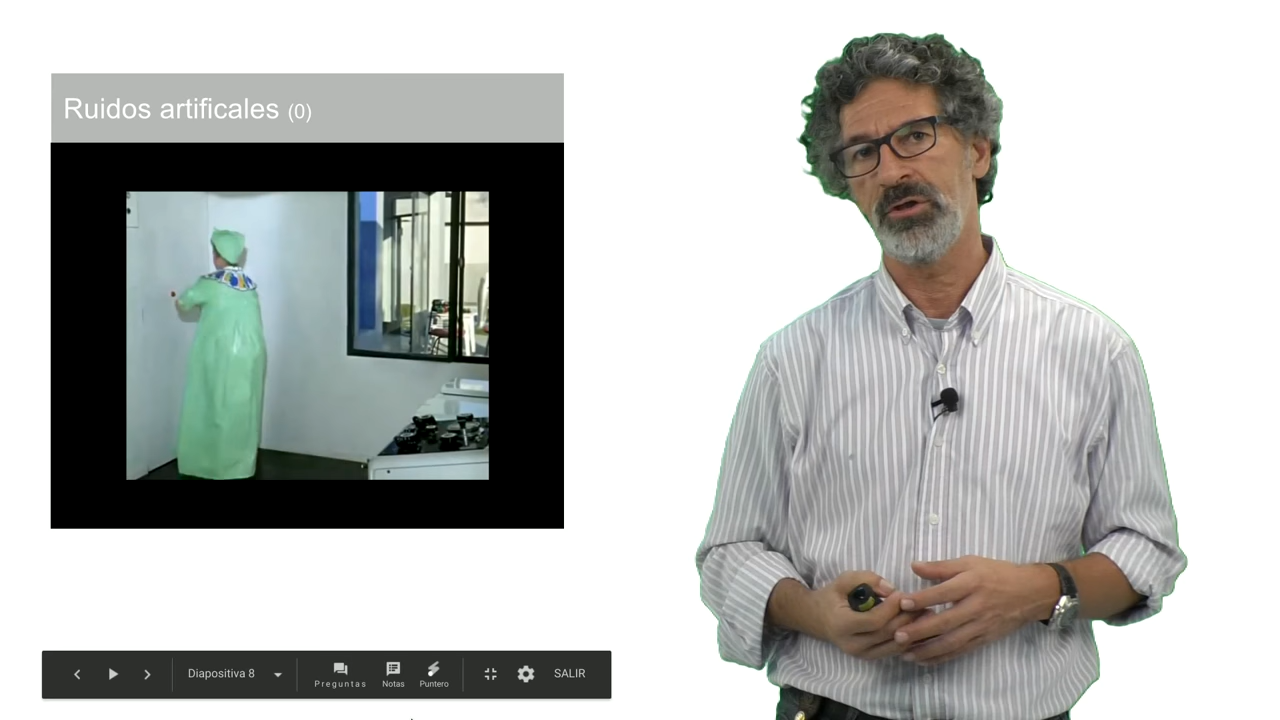 Ruidos artificales (0)
Diapositiva 8
Preguntas
Notas
Puntero
SALIR